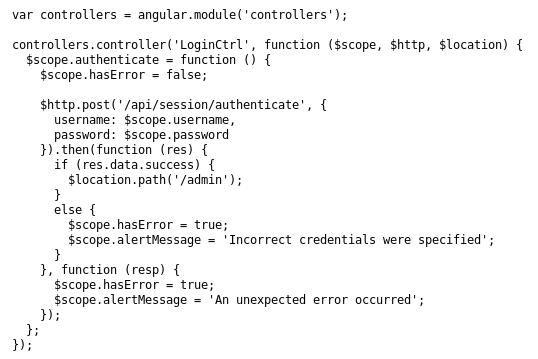 var controllers = angular.module('controllers');

controllers.controller('LoginCtrl', function ($scope, $http, $location) {
  $scope.authenticate = function () {
    $scope.hasError = false;

    $http.post('/api/session/authenticate', {
      username: $scope.username,
      password: $scope.password
    }).then(function (res) {
      if (res.data.success) {
        $location.path('/admin');
      }
      else {
        $scope.hasError = true;
        $scope.alertMessage = 'Incorrect credentials were specified';
      }
    }, function (resp) {
      $scope.hasError = true;
      $scope.alertMessage = 'An unexpected error occurred';
    });
  };
});